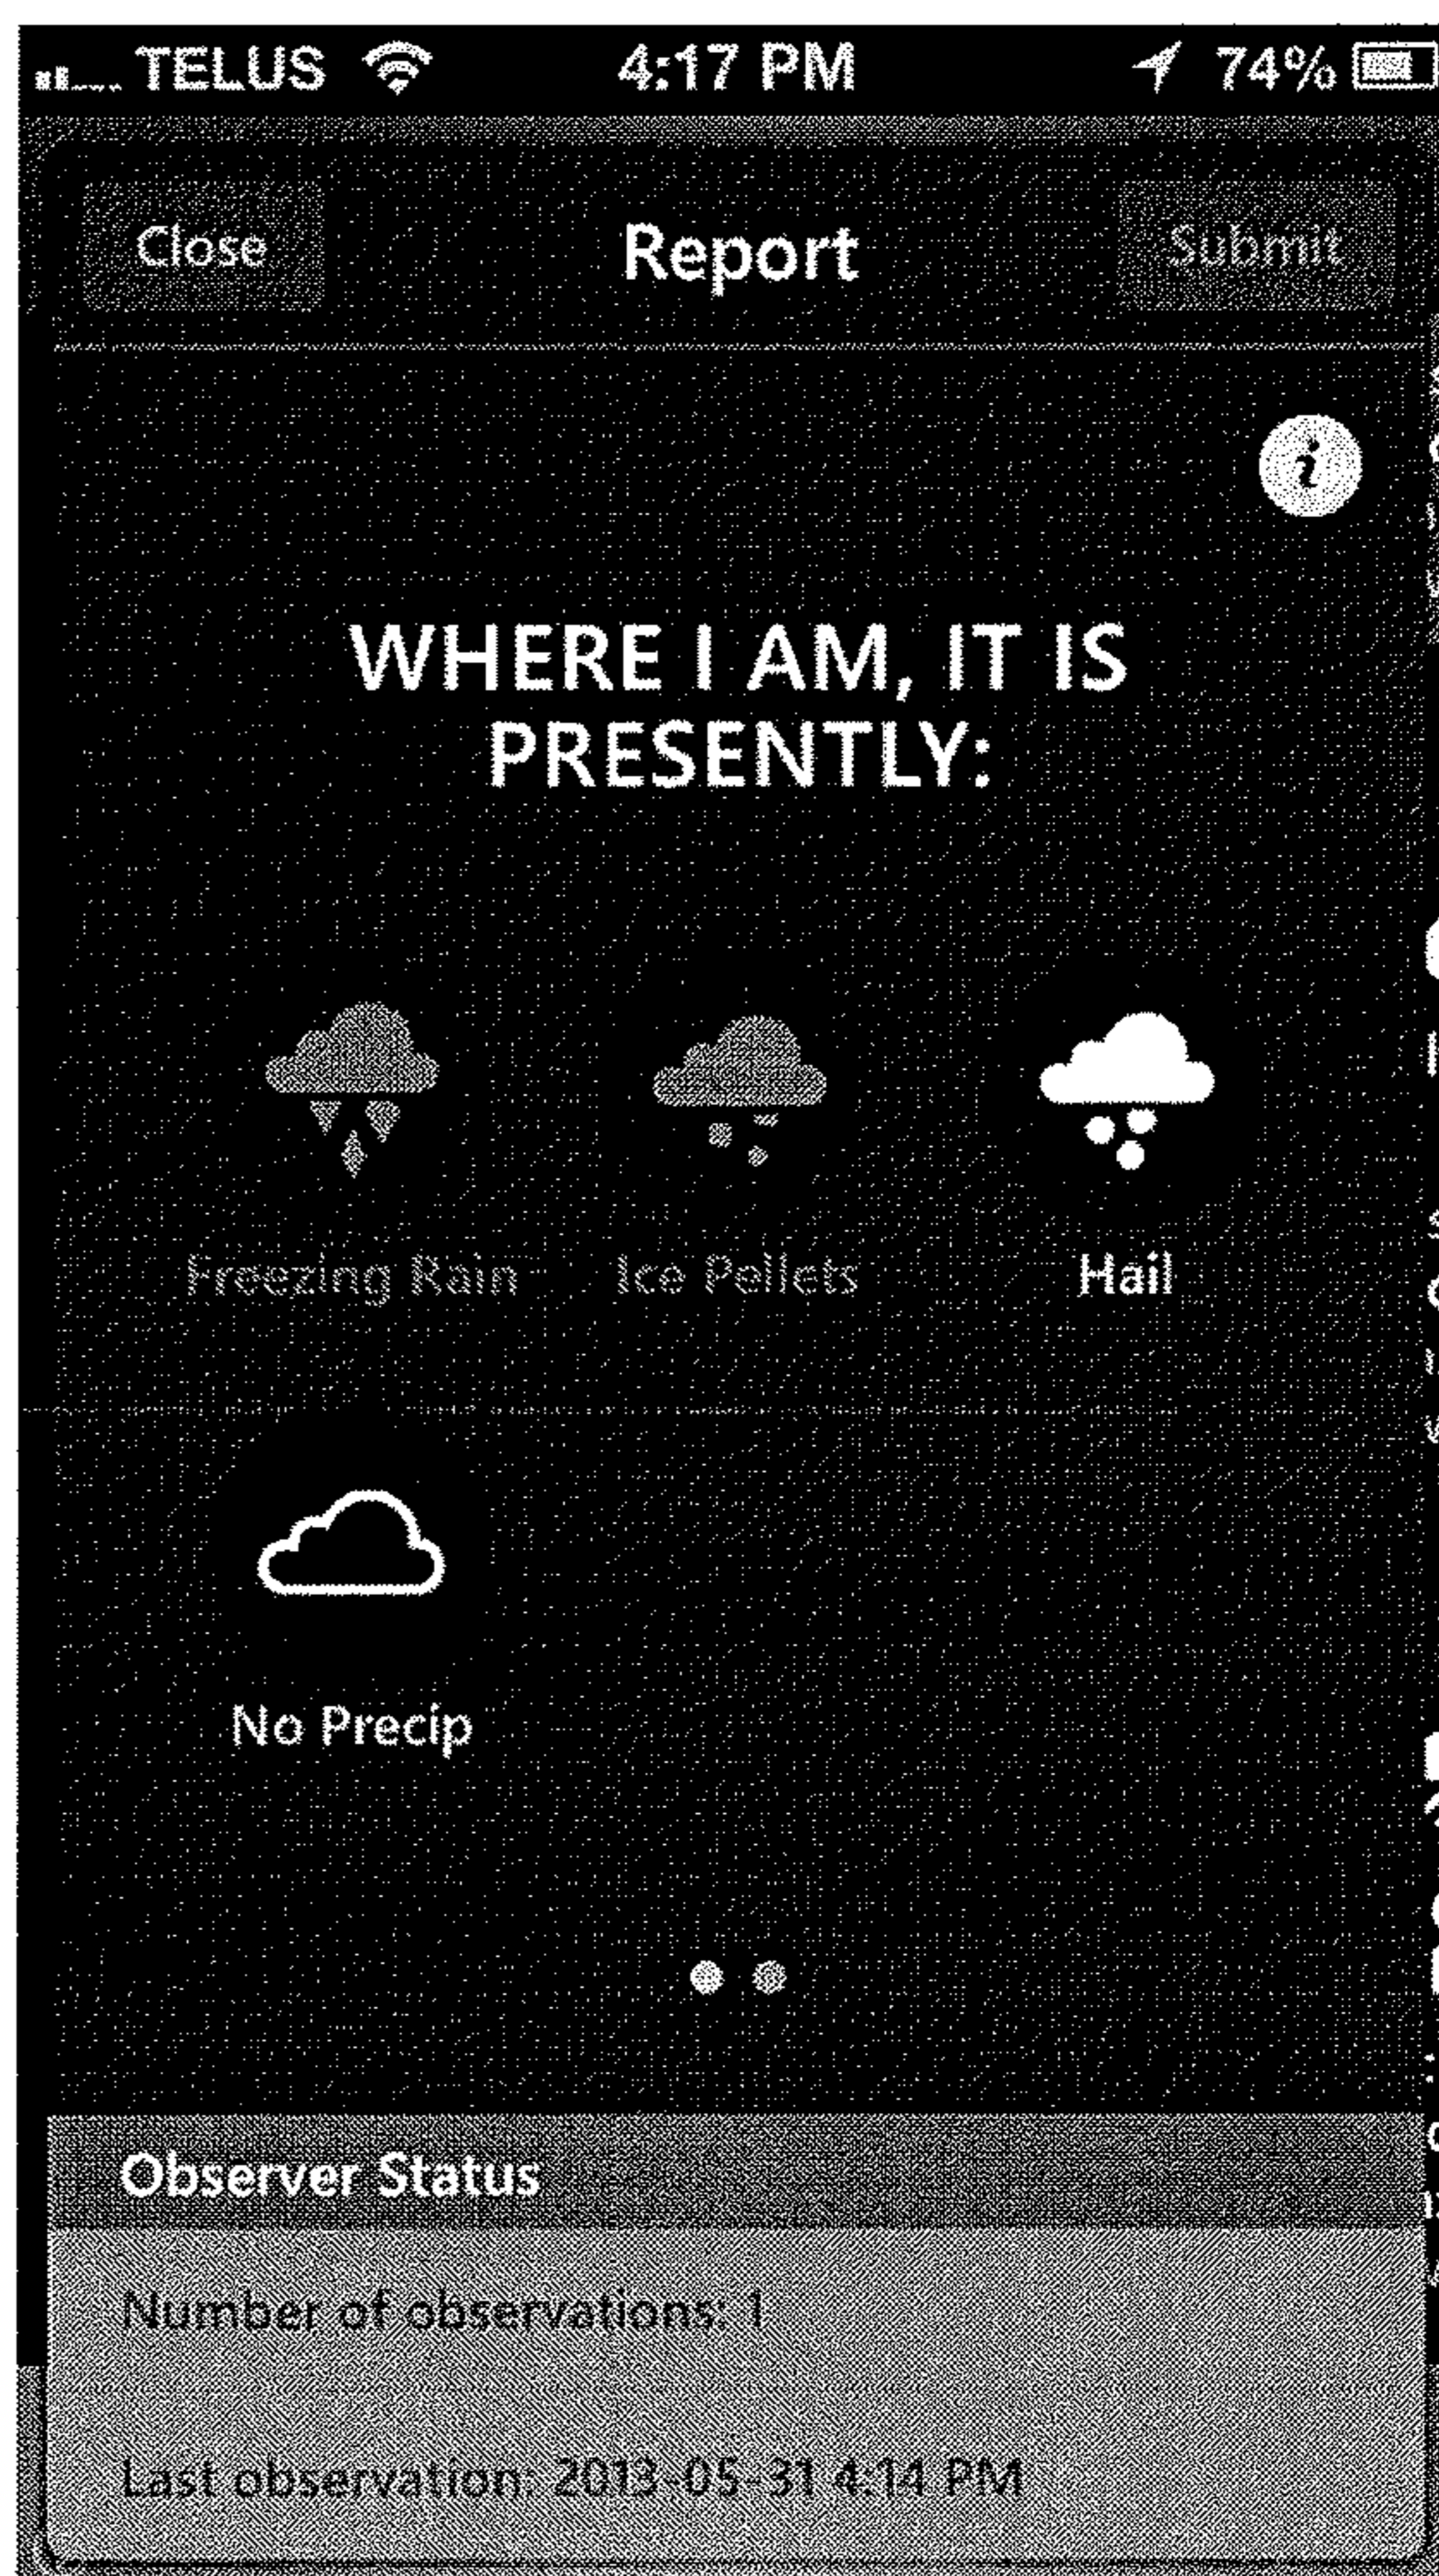 TELUS 4:17 PM 74%
Close Report Submit
i
WHERE I AM, IT IS
PRESENTLY:
Freezing Rain Ice Pellets Hail
No Precip
Observer Status
Number of observations: 1
Last observation: 2013-05-31 4:14 PM